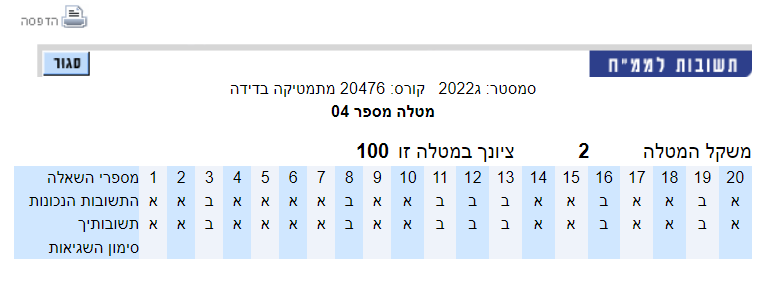 הדפסה
סגור
תשובות לממ"ח
סמסטר: ג2022 קורס: 20476 מתמטיקה בדידה
מטלה מספר 04
משקל המטלה 2 ציונך במטלה זו 100
מספרי השאלה 1 2 3 4 5 6 7 8 9 10 11 12 13 14 15 16 17 18 19 20
התשובות הנכונות א א ב א א א א ב א א ב ב ב א א ב א א ב א
תשובותיך א א ב א א א א ב א א ב ב ב א א ב א א ב א
סימון השגיאות